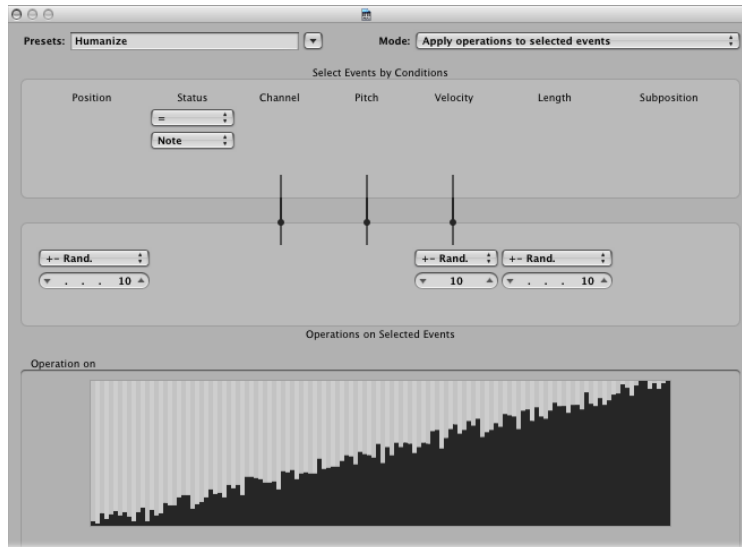 Presets: Humanize Mode: Apply operations to selected events
Select Events by Conditions
Position Status Channel Pitch Velocity Length Subposition
=
Note
+- Rand. +- Rand. +- Rand.
. . . 10 10 . . . 10
Operations on Selected Events
Operation on